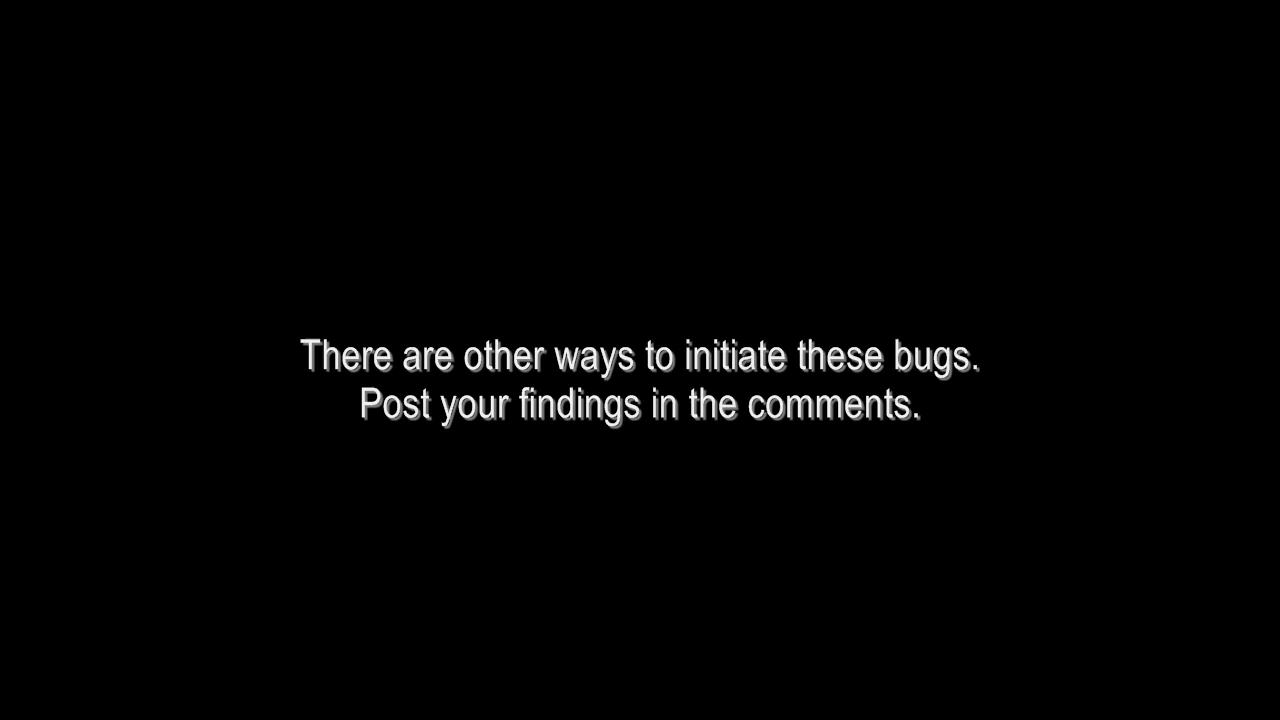 There are other ways to initiate these bugs.
Post your findings in the comments.